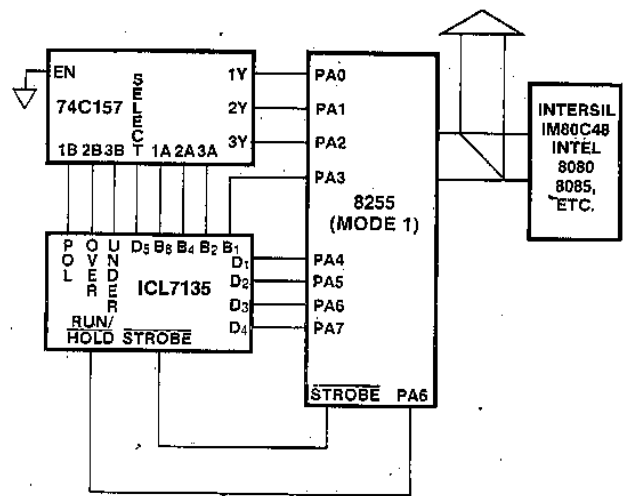 EN
74C157
SELECT
1Y
2Y
3Y
1B 2B 3B 1A 2A 3A
PA0
PA1
PA2
PA3
8255
(MODE 1)
PA4
PA5
PA6
PA7
STROBE PA6
INTERSIL
IM80C48
INTEL
8080
8085,
ETC.
POL
OVER
UNDER
D5 B8 B4 B2 B1
D1
D2
D3
D4
ICL7135
RUN/
HOLD STROBE